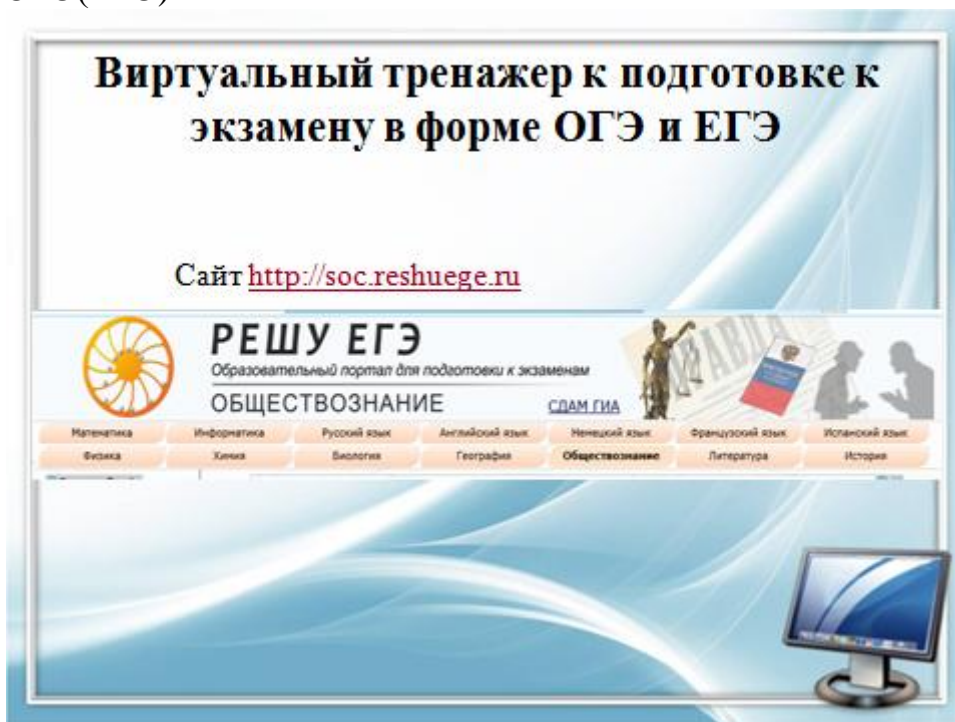 Виртуальный тренажер к подготовке к
экзамену в форме ОГЭ и ЕГЭ
Сайт http://soc.reshuege.ru
РЕШУ ЕГЭ
Образовательный портал для подготовки к экзаменам
ОБЩЕСТВОЗНАНИЕ
СДАМ ГИА
ПРАВДА
Математика Информатика Русский язык Английский язык Немецкий язык Французский язык Испанский язык
Физика Химия Биология География Обществознание Литература История